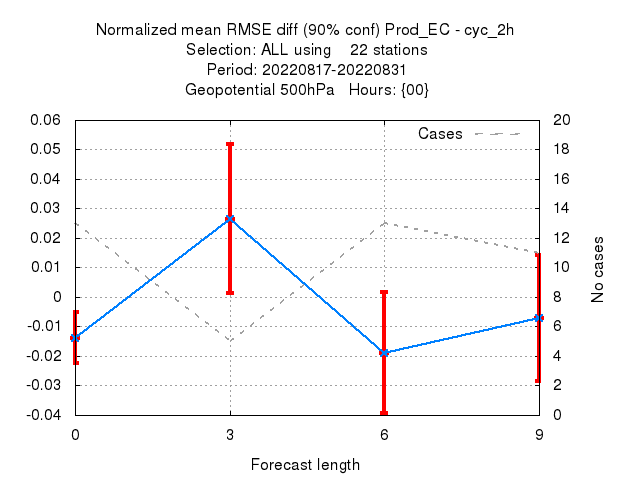 Normalized mean RMSE diff (90% conf) Prod_EC - cyc_2h
Selection: ALL using    22 stations
Period: 20220817-20220831
Geopotential 500hPa   Hours: {00}
Cases
0.06
0.05
0.04
0.03
0.02
0.01
0
-0.01
-0.02
-0.03
-0.04
20
18
16
14
12
10
8
6
4
2
0
No cases
0 3 6 9
Forecast length